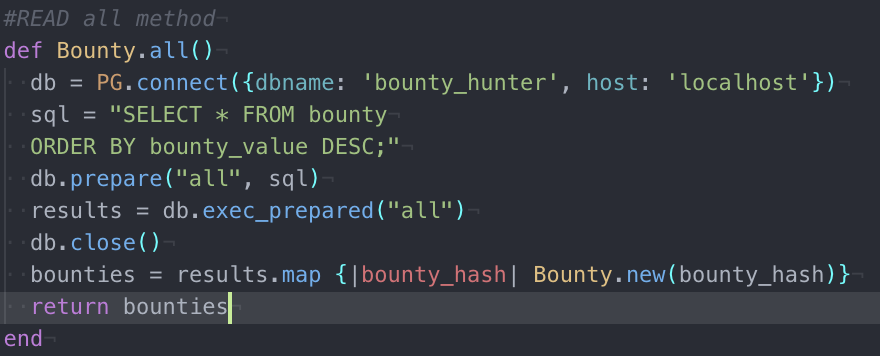 #READ all method
def Bounty.all()
  db = PG.connect({dbname: 'bounty_hunter', host: 'localhost'})
  sql = "SELECT * FROM bounty
  ORDER BY bounty_value DESC;"
  db.prepare("all", sql)
  results = db.exec_prepared("all")
  db.close()
  bounties = results.map {|bounty_hash| Bounty.new(bounty_hash)}
  return bounties
end